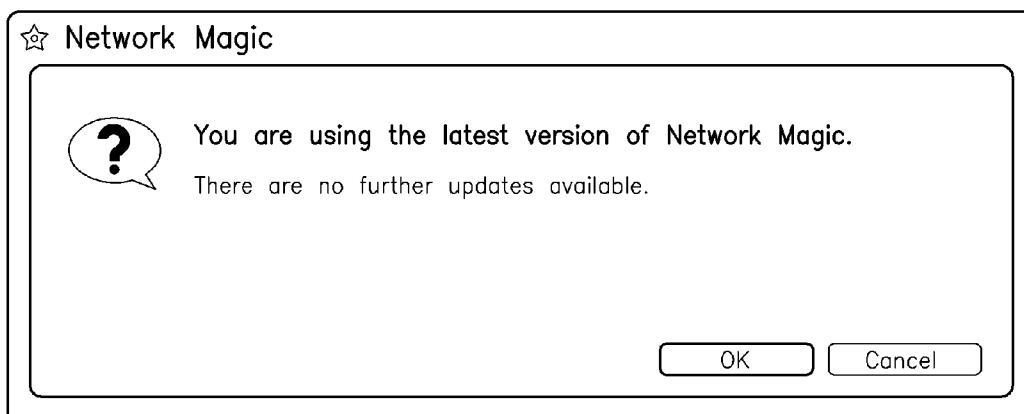 Network Magic
?
You are using the latest version of Network Magic.
There are no further updates available.
OK
Cancel